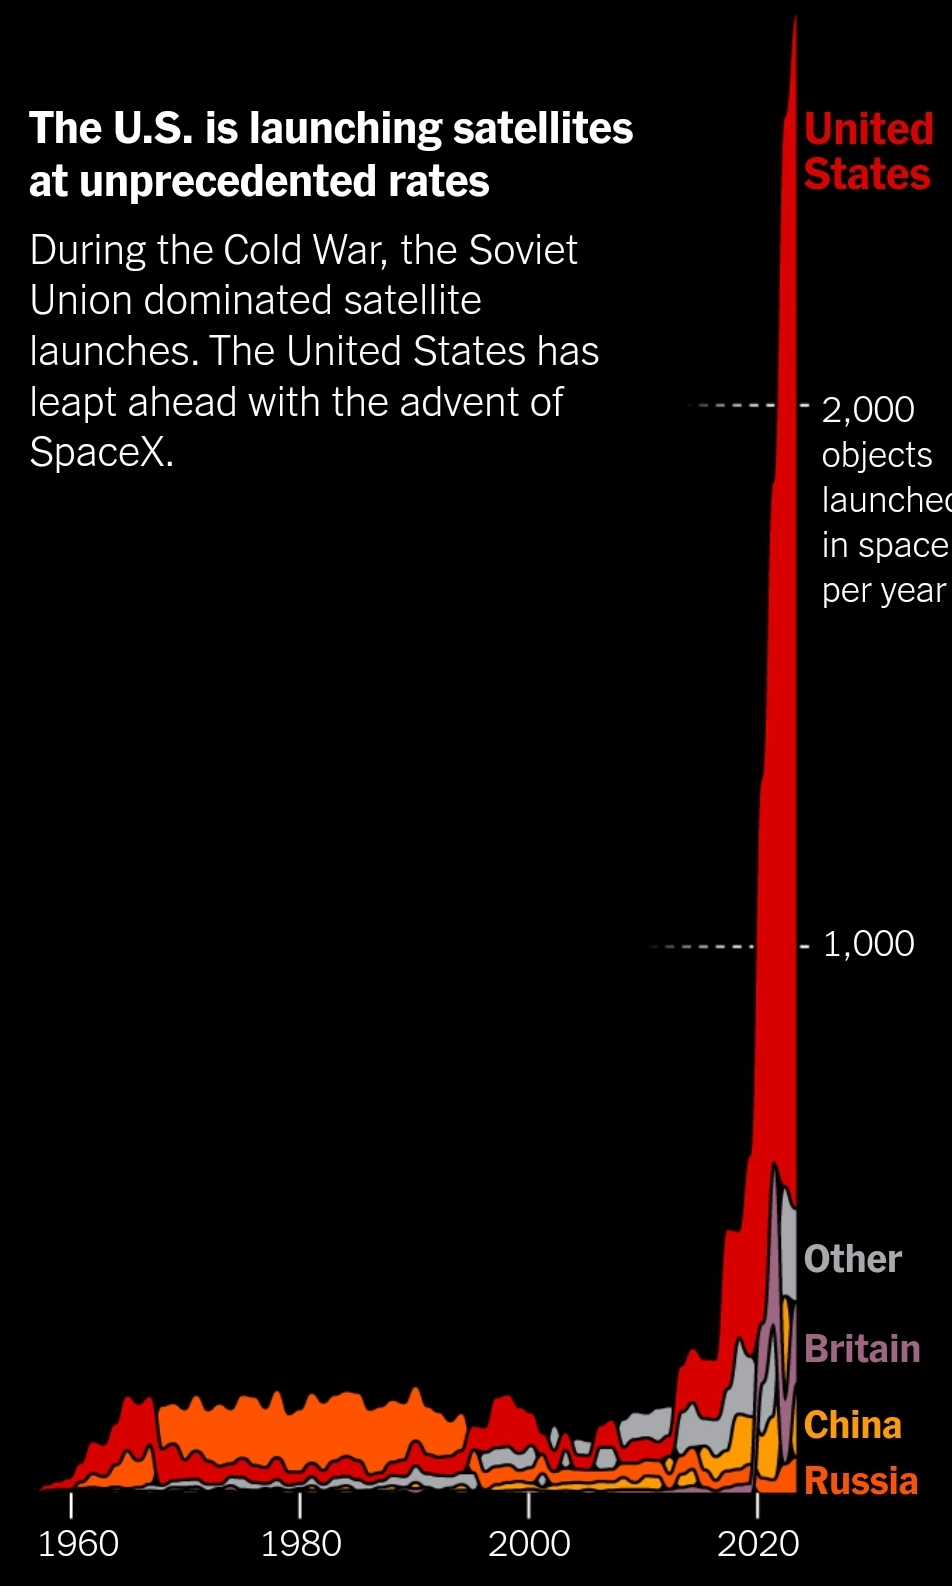 The U.S. is launching satellites
at unprecedented rates
During the Cold War, the Soviet
Union dominated satellite
launches. The United States has
leapt ahead with the advent of
SpaceX.
United
States
2,000
objects
launched
in space
per year
1,000
Other
Britain
China
Russia
1960
1980
2000
2020